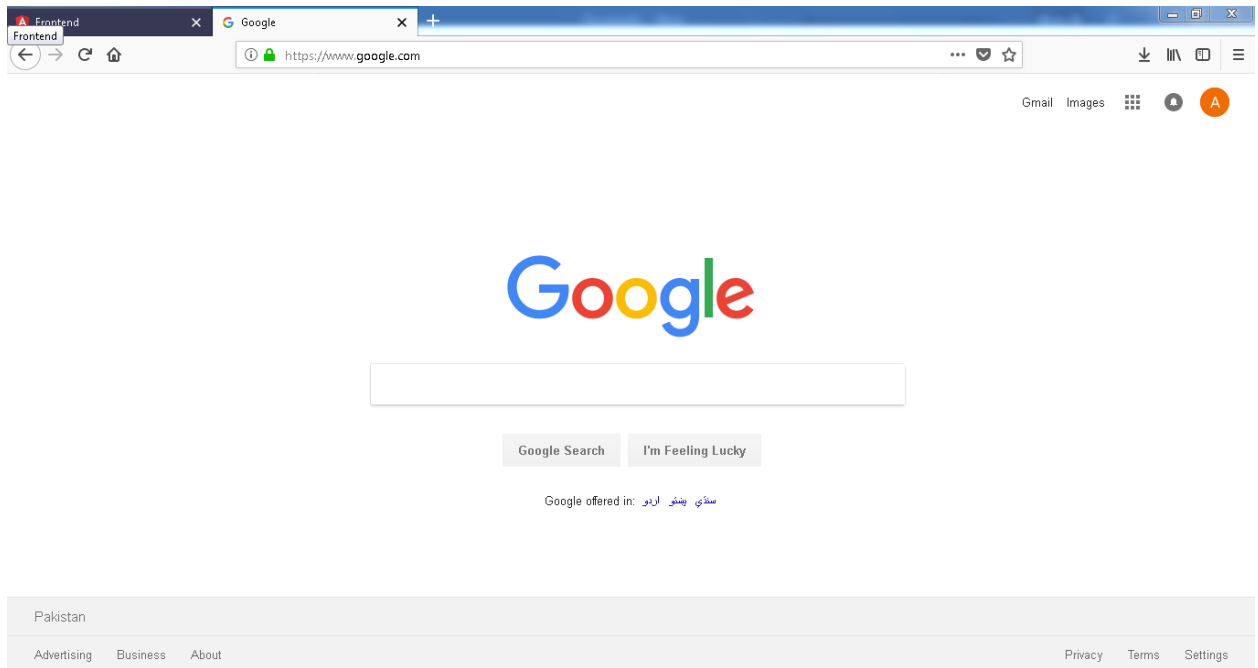 Frontend
Google
Frontend
https://www.google.com
Gmail Images
A
Google
Google Search I'm Feeling Lucky
Google offered in: اردو پښتو سنڌي
Pakistan
Advertising Business About Privacy Terms Settings